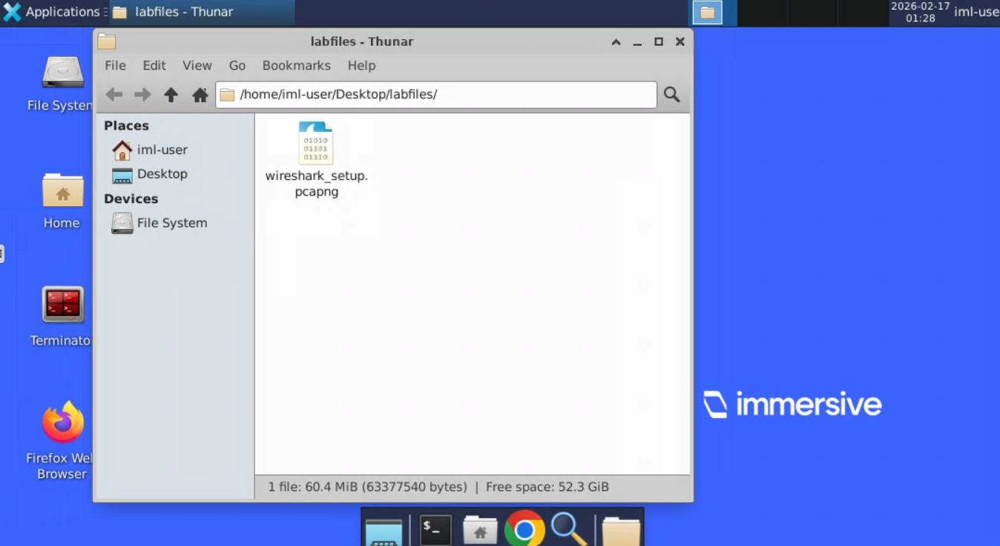 Applications
labfiles - Thunar
2026-02-17
01:28
iml-use
labfiles - Thunar
File Edit View Go Bookmarks Help
/home/iml-user/Desktop/labfiles/
Places
iml-user
Desktop
Devices
File System
01010
01101
01110
wireshark_setup.
pcapng
1 file: 60.4 MiB (63377540 bytes) | Free space: 52.3 GiB
File System
Home
Terminato
Firefox We
Browser
immersive
$_